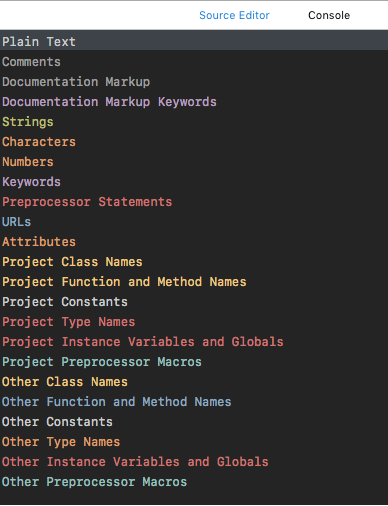 Source Editor Console
Plain Text
Comments
Documentation Markup
Documentation Markup Keywords
Strings
Characters
Numbers
Keywords
Preprocessor Statements
URLs
Attributes
Project Class Names
Project Function and Method Names
Project Constants
Project Type Names
Project Instance Variables and Globals
Project Preprocessor Macros
Other Class Names
Other Function and Method Names
Other Constants
Other Type Names
Other Instance Variables and Globals
Other Preprocessor Macros